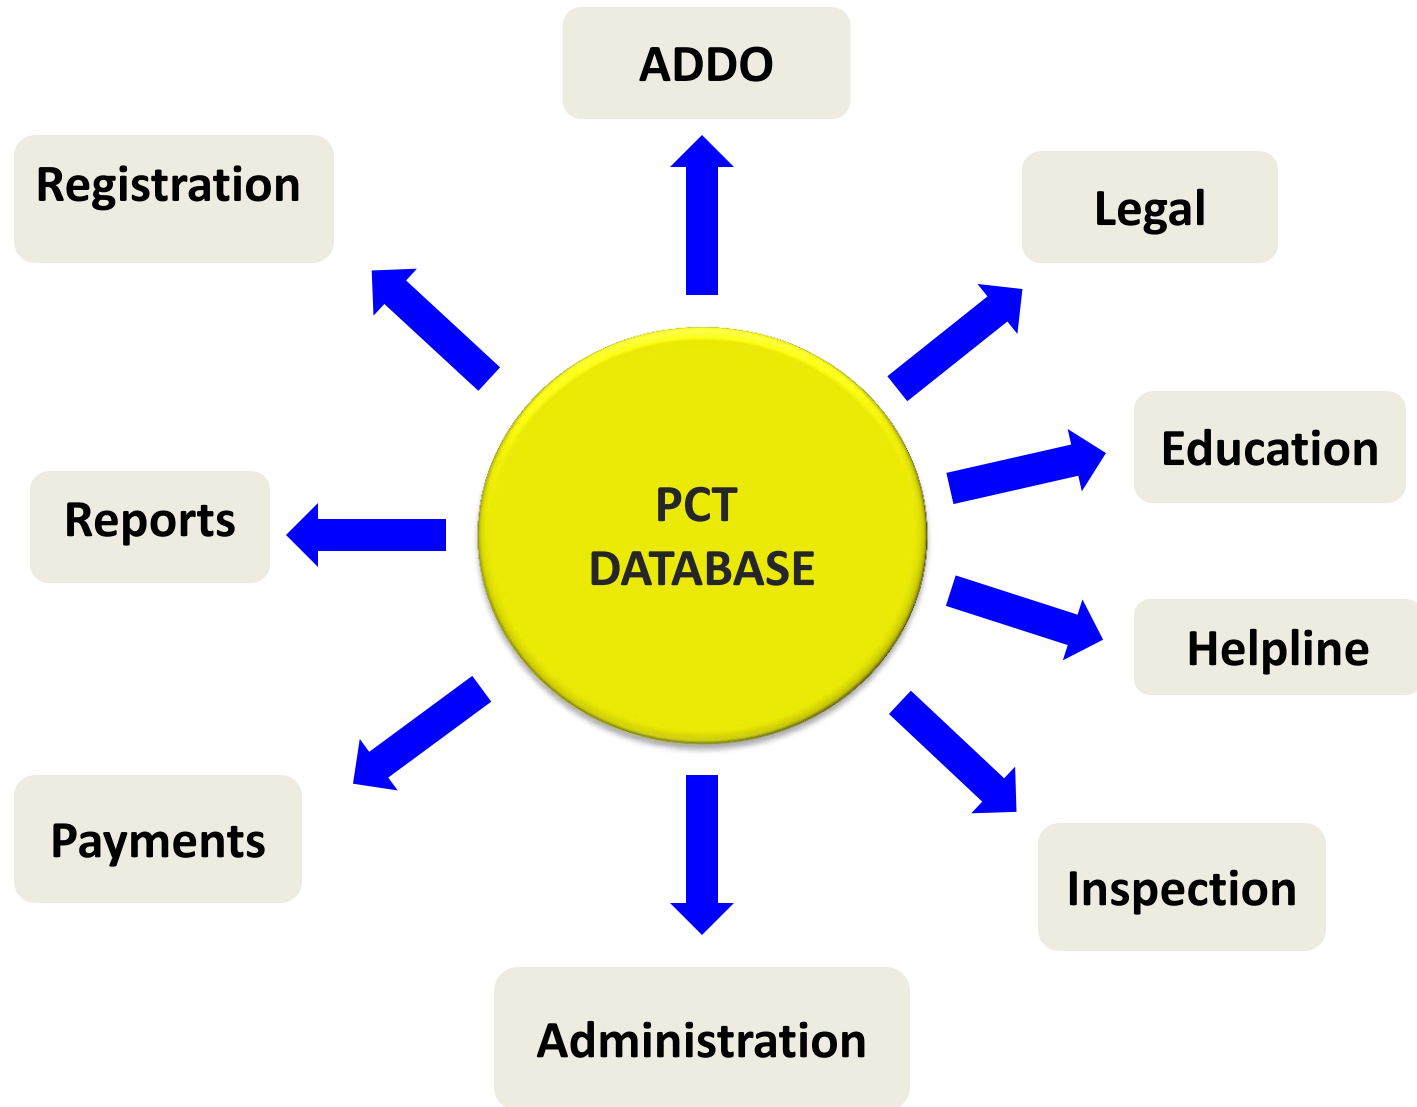 ADDO
Registration
Legal
Education
PCT
DATABASE
Reports
Helpline
Payments
Inspection
Administration